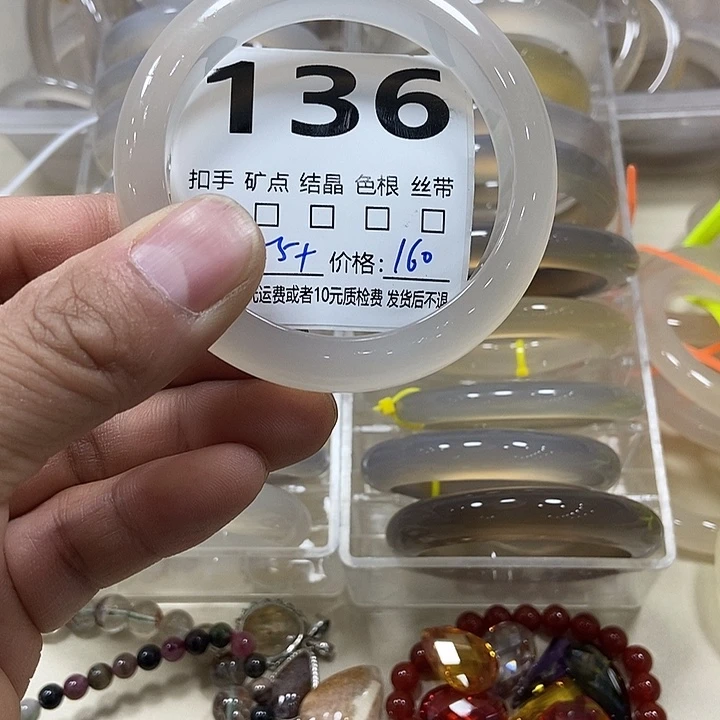 136
扣手 矿点 结晶 色根 丝带
5+ 价格: 160
运费或者10元质检费 发货后不退